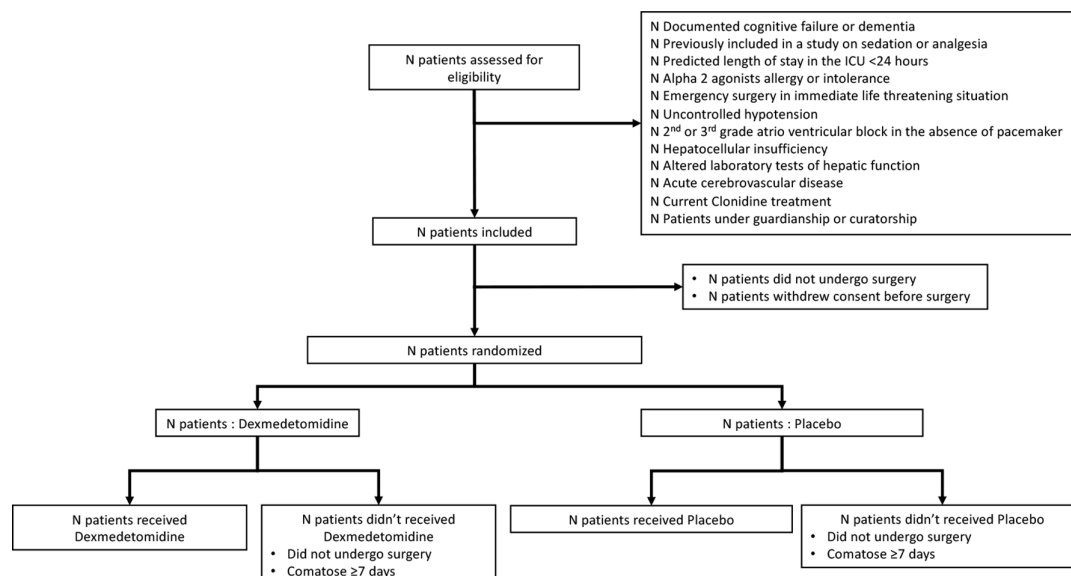 N patients assessed for
eligibility
N Documented cognitive failure or dementia
N Previously included in a study on sedation or analgesia
N Predicted length of stay in the ICU <24 hours
N Alpha 2 agonists allergy or intolerance
N Emergency surgery in immediate life threatening situation
N Uncontrolled hypotension
N 2nd or 3rd grade atrio ventricular block in the absence of pacemaker
N Hepatocellular insufficiency
N Altered laboratory tests of hepatic function
N Acute cerebrovascular disease
N Current Clonidine treatment
N Patients under guardianship or curatorship
N patients included
• N patients did not undergo surgery
• N patients withdrew consent before surgery
N patients randomized
N patients : Dexmedetomidine
N patients : Placebo
N patients received
Dexmedetomidine
N patients didn't received
Dexmedetomidine
• Did not undergo surgery
• Comatose ≥7 days
N patients received Placebo
N patients didn't received Placebo
• Did not undergo surgery
• Comatose ≥7 days